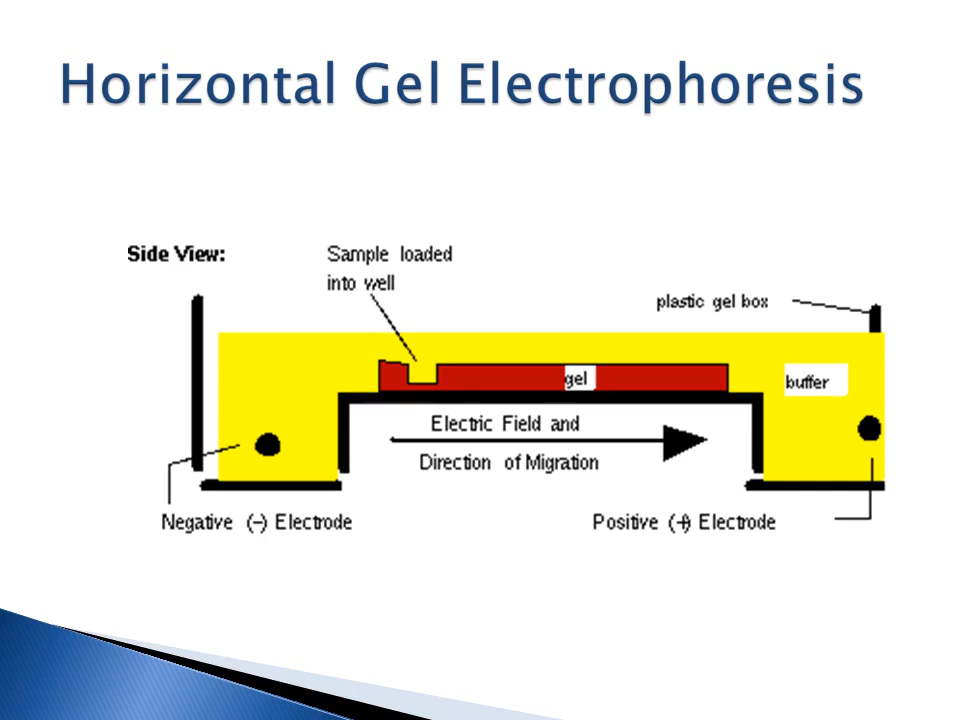 Horizontal Gel Electrophoresis
Side View:
Sample loaded
into well
plastic gel box
gel
buffer
Electric Field and
Direction of Migration
Negative (-) Electrode
Positive (+) Electrode